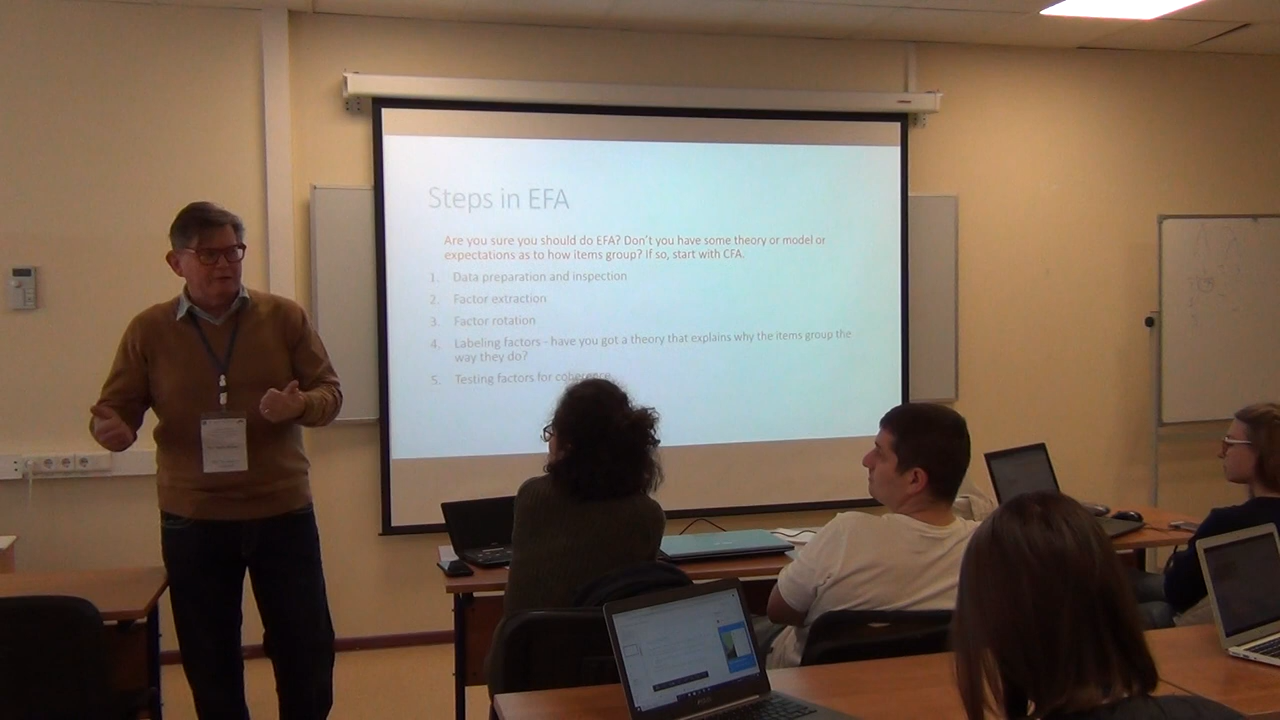 Steps in EFA
Are you sure you should do EFA? Don't you have some theory or model or
expectations as to how items group? If so, start with CFA.
1. Data preparation and inspection
2. Factor extraction
3. Factor rotation
4. Labeling factors - have you got a theory that explains why the items group the
way they do?
5. Testing factors for coherence